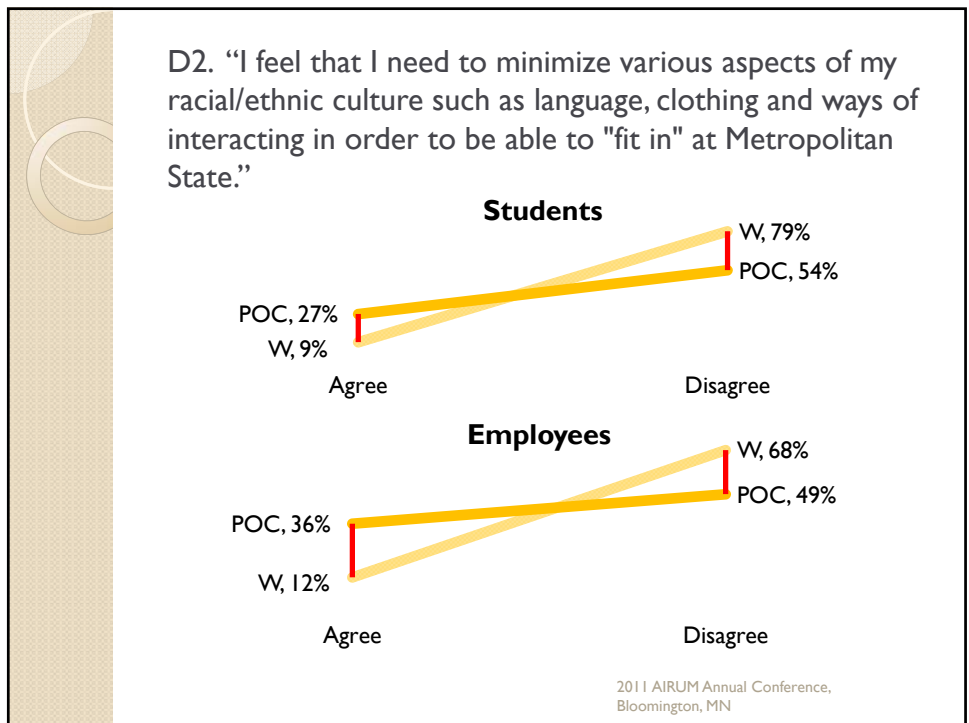 D2. “I feel that I need to minimize various aspects of my
racial/ethnic culture such as language, clothing and ways of
interacting in order to be able to "fit in" at Metropolitan
State.”
Students
W, 79%
POC, 54%
POC, 27%
W, 9%
Agree Disagree
Employees
W, 68%
POC, 49%
POC, 36%
W, 12%
Agree Disagree
2011 AIRUM Annual Conference,
Bloomington, MN